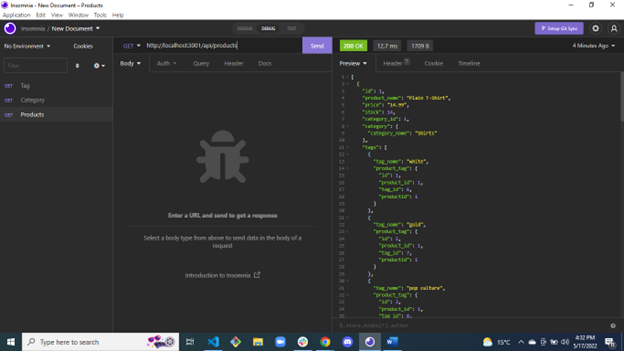 Insomnia - New Document – Products
Application Edit View Window Tools Help
Insomnia / New Document
DESIGN DEBUG TEST
Setup Git Sync
No Environment Cookies
GET http://localhost:3001/api/products Send
200 OK 12.7 ms 1709 B 4 Minutes Ago
Filter
Body Auth Query Header Docs
Preview Header Cookie Timeline
GET Tag
GET Category
GET Products
Enter a URL and send to get a response
Select a body type from above to send data in the body of a
request
Introduction to Insomnia
1 [
2 {
3 "id": 1,
4 "product_name": "Plain T-Shirt",
5 "price": "14.99",
6 "stock": 14,
7 "category_id": 1,
8 "category": {
9 "category_name": "Shirts"
10 },
11 "tags": [
12 {
13 "tag_name": "white",
14 "product_tag": {
15 "id": 1,
16 "product_id": 1,
17 "tag_id": 6,
18 "productId": 1
19 }
20 },
21 {
22 "tag_name": "gold",
23 "product_tag": {
24 "id": 2,
25 "product_id": 1,
26 "tag_id": 7,
27 "productId": 1
28 }
29 },
30 {
31 "tag_name": "pop culture",
32 "product_tag": {
33 "id": 3,
34 "product_id": 1,
35 "tag_id": 8,
$.store.books[*].author
Type here to search
15°C
4:32 PM
5/17/2022